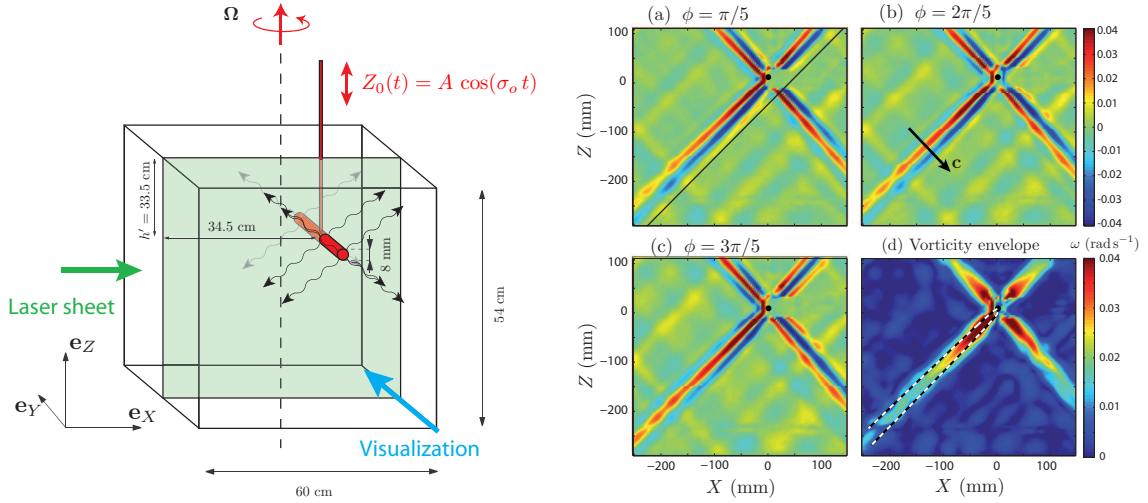 Ω
Z₀(t) = A cos(σₒ t)
h′ = 33.5 cm
34.5 cm
8 mm
54 cm
60 cm
Laser sheet
Visualization
e_Z
e_Y
e_X
(a) ϕ = π/5
(b) ϕ = 2π/5
Z (mm)
0
−100
−200
c
0.04
0.03
0.02
0.01
0
-0.01
-0.02
-0.03
-0.04
(c) ϕ = 3π/5
(d) Vorticity envelope
ω (rad s⁻¹)
Z (mm)
0
−100
−200
0.04
0.03
0.02
0.01
0
−200
−100
0
100
−200
−100
0
100
X (mm)
X (mm)